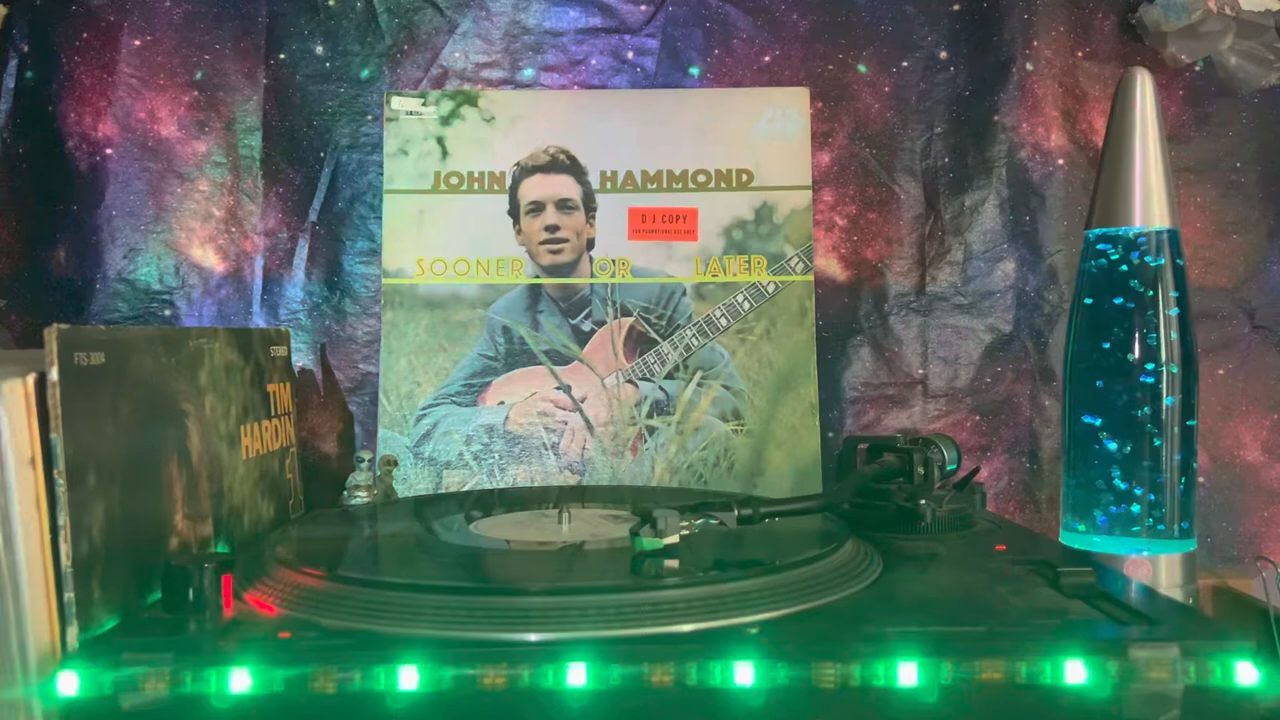 JOHN HAMMOND
D J COPY
FOR PROMOTIONAL USE ONLY
SOONER OR LATER
FTS-3004
STEREO
TIM
HARDIN
1